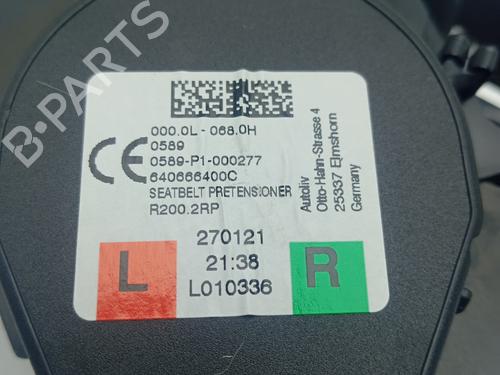 000.0L - 068.0H
0589
CE 0589-P1-000277
640666400C
SEATBELT PRETENSIONER
R200.2RP
Autoliv
Otto-Hahn-Strasse 4
25337 Elmshorn
Germany
270121
21:38
L010336
L
R
B-PARTS